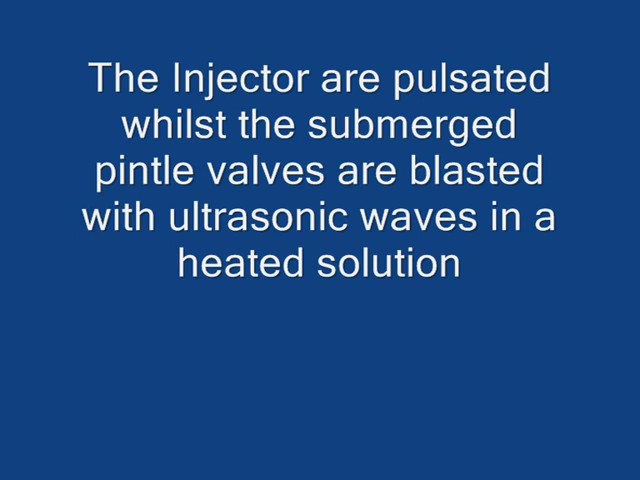 The Injector are pulsated
whilst the submerged
pintle valves are blasted
with ultrasonic waves in a
heated solution